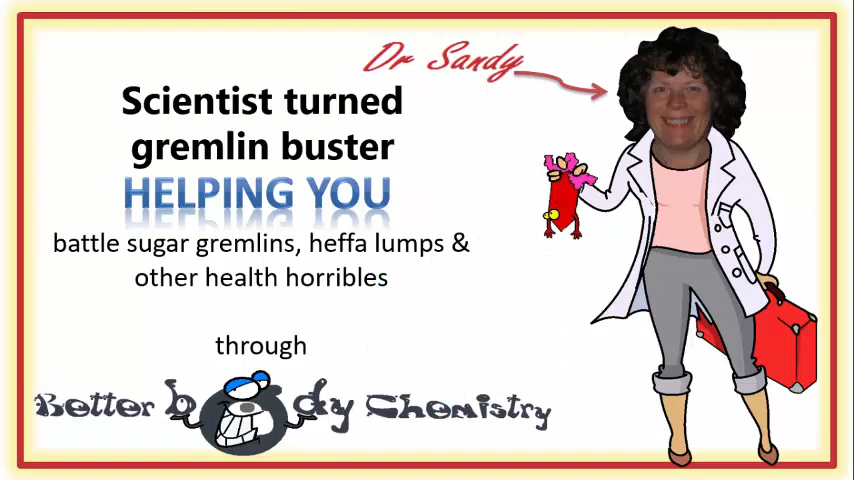 Dr Sandy
Scientist turned
gremlin buster
HELPING YOU
battle sugar gremlins, heffa lumps &
other health horribles
through
Better body Chemistry